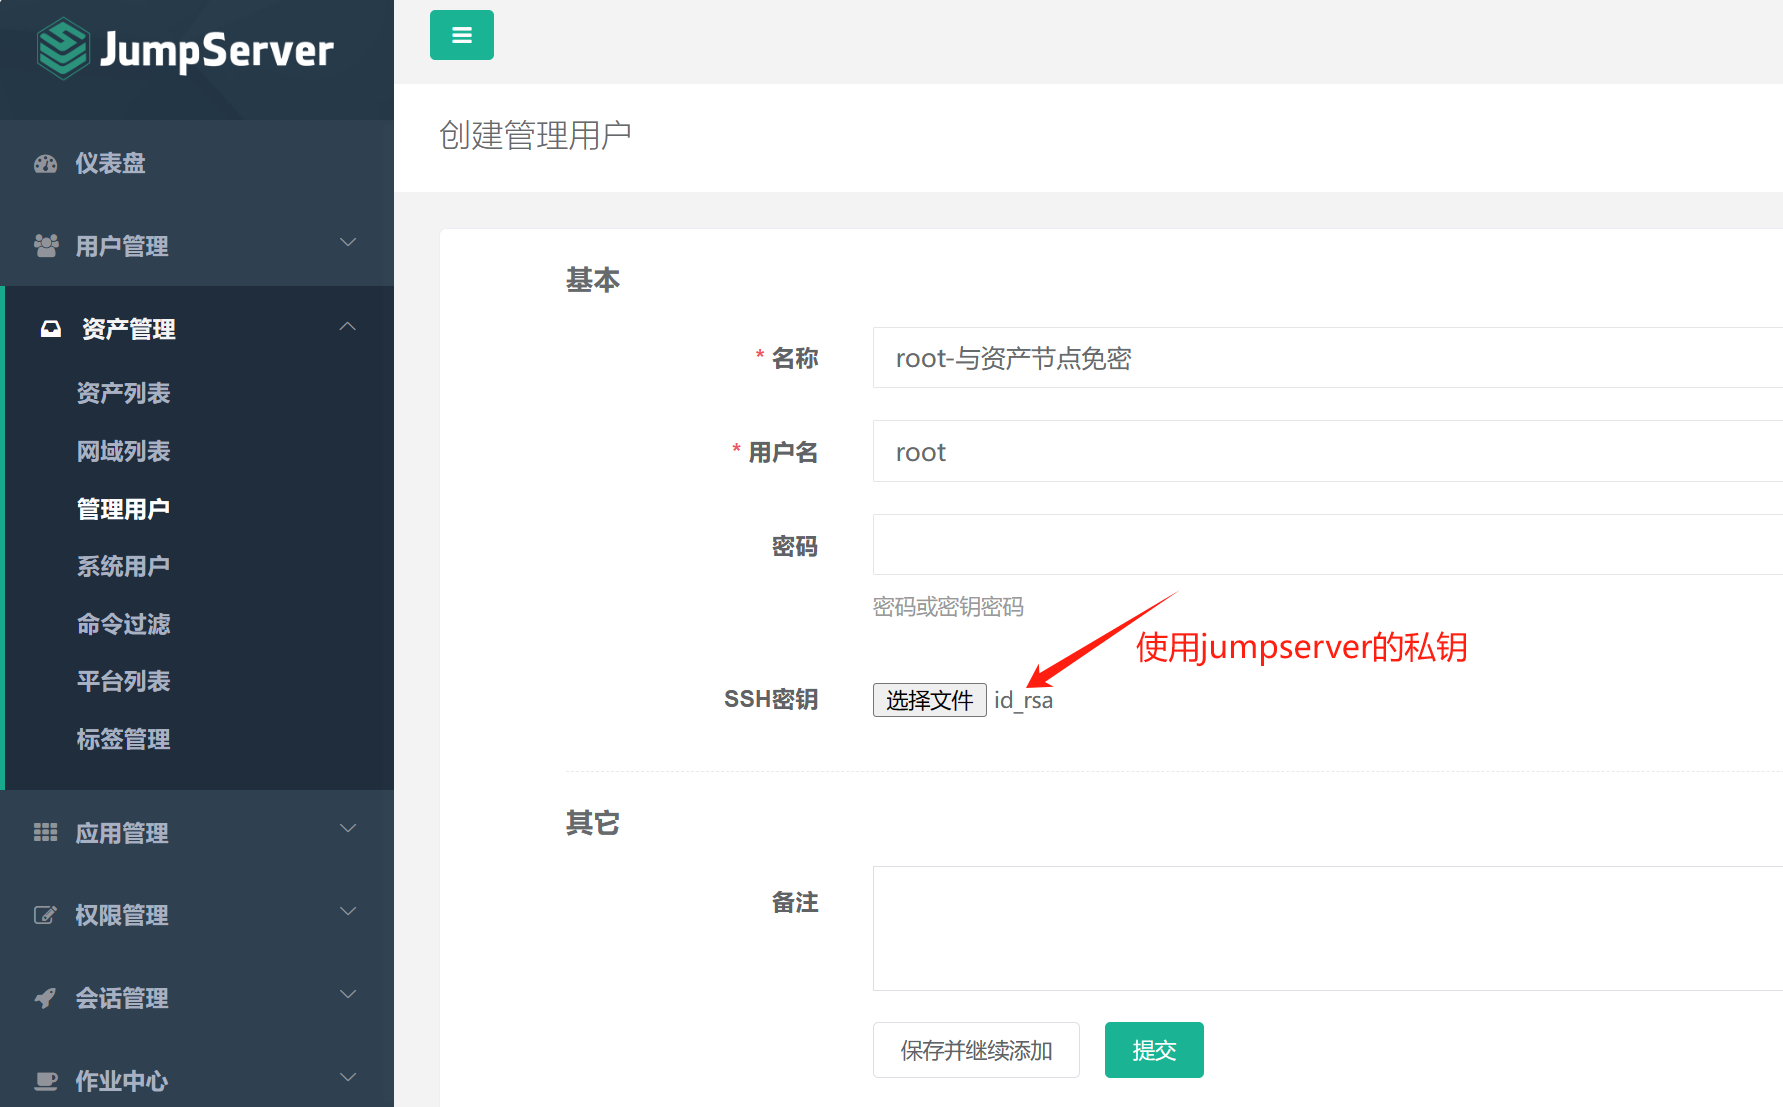 JumpServer
仪表盘
用户管理
资产管理
资产列表
网域列表
管理用户
系统用户
命令过滤
平台列表
标签管理
应用管理
权限管理
会话管理
作业中心
创建管理用户
基本
* 名称
root-与资产节点免密
* 用户名
root
密码
密码或密钥密码
使用jumpserver的私钥
SSH密钥
选择文件 id_rsa
其它
备注
保存并继续添加
提交